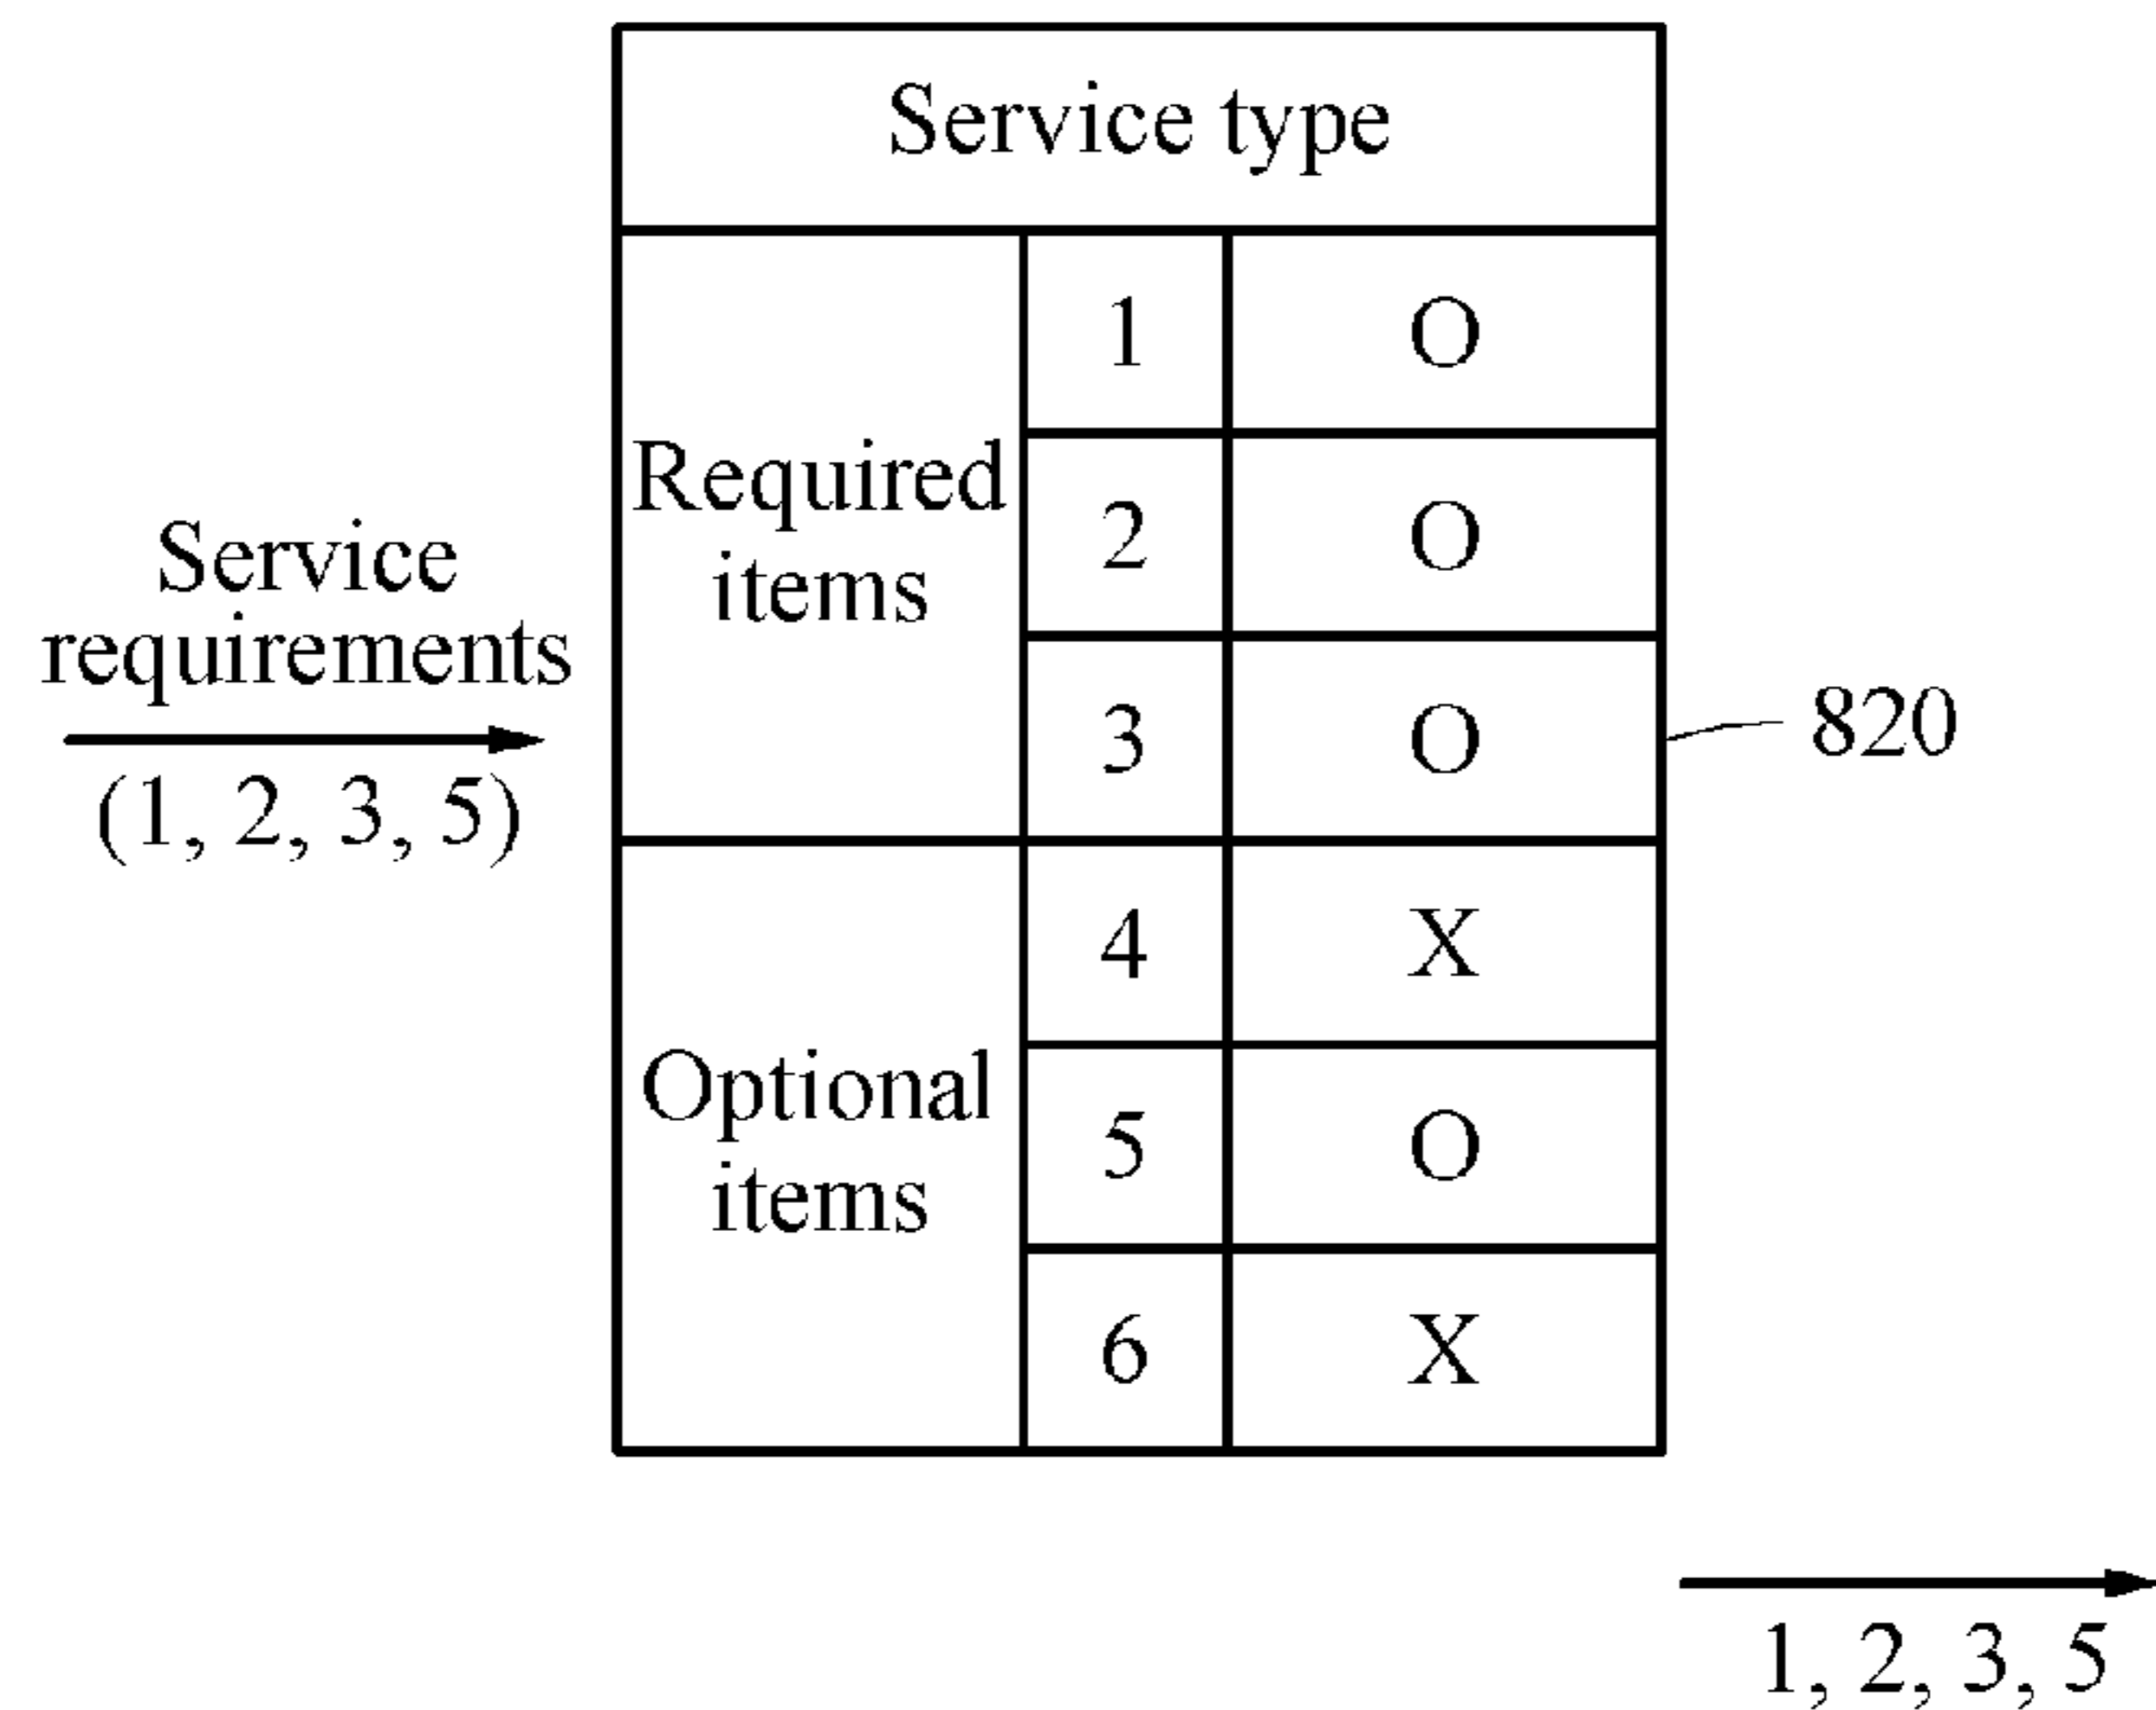 Service type
Service
requirements
(1, 2, 3, 5)
Required
items
1 O
2 O
3 O
820
Optional
items
4 X
5 O
6 X
1, 2, 3, 5